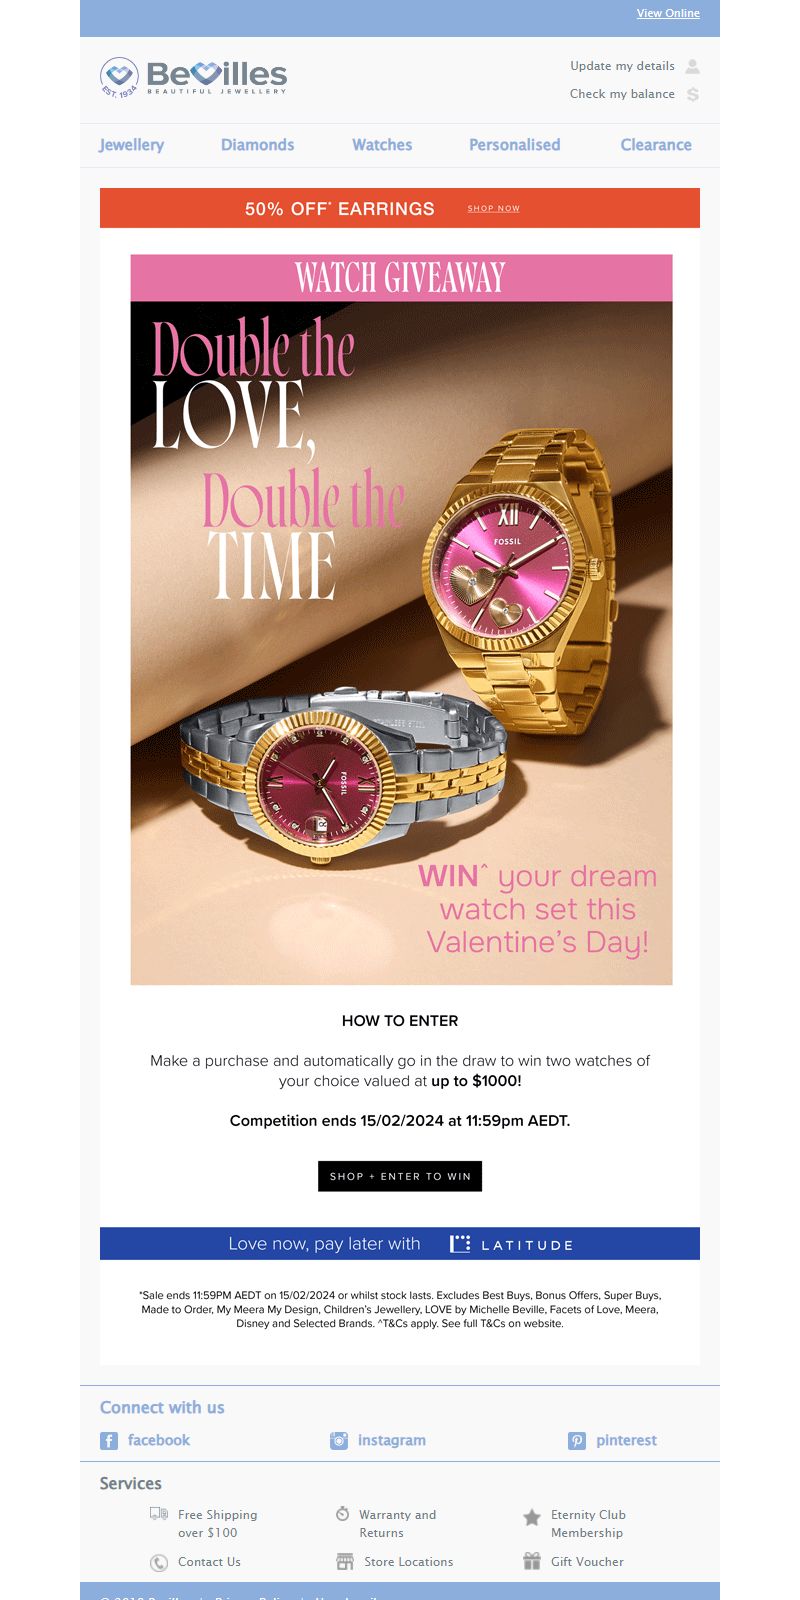 View Online
BeVilles
BEAUTIFUL JEWELLERY
EST. 1934
Update my details
Check my balance
Jewellery Diamonds Watches Personalised Clearance
50% OFF* EARRINGS SHOP NOW
WATCH GIVEAWAY
Double the
LOVE,
Double the
TIME
XII
FOSSIL
STAINLESS STEEL
FOSSIL
WIN^ your dream
watch set this
Valentine's Day!
HOW TO ENTER
Make a purchase and automatically go in the draw to win two watches of
your choice valued at up to $1000!
Competition ends 15/02/2024 at 11:59pm AEDT.
SHOP + ENTER TO WIN
Love now, pay later with LATITUDE
*Sale ends 11:59PM AEDT on 15/02/2024 or whilst stock lasts. Excludes Best Buys, Bonus Offers, Super Buys,
Made to Order, My Meera My Design, Children's Jewellery, LOVE by Michelle Beville, Facets of Love, Meera,
Disney and Selected Brands. ^T&Cs apply. See full T&Cs on website.
Connect with us
facebook instagram pinterest
Services
Free Shipping
over $100
Warranty and
Returns
Eternity Club
Membership
Contact Us
Store Locations
Gift Voucher